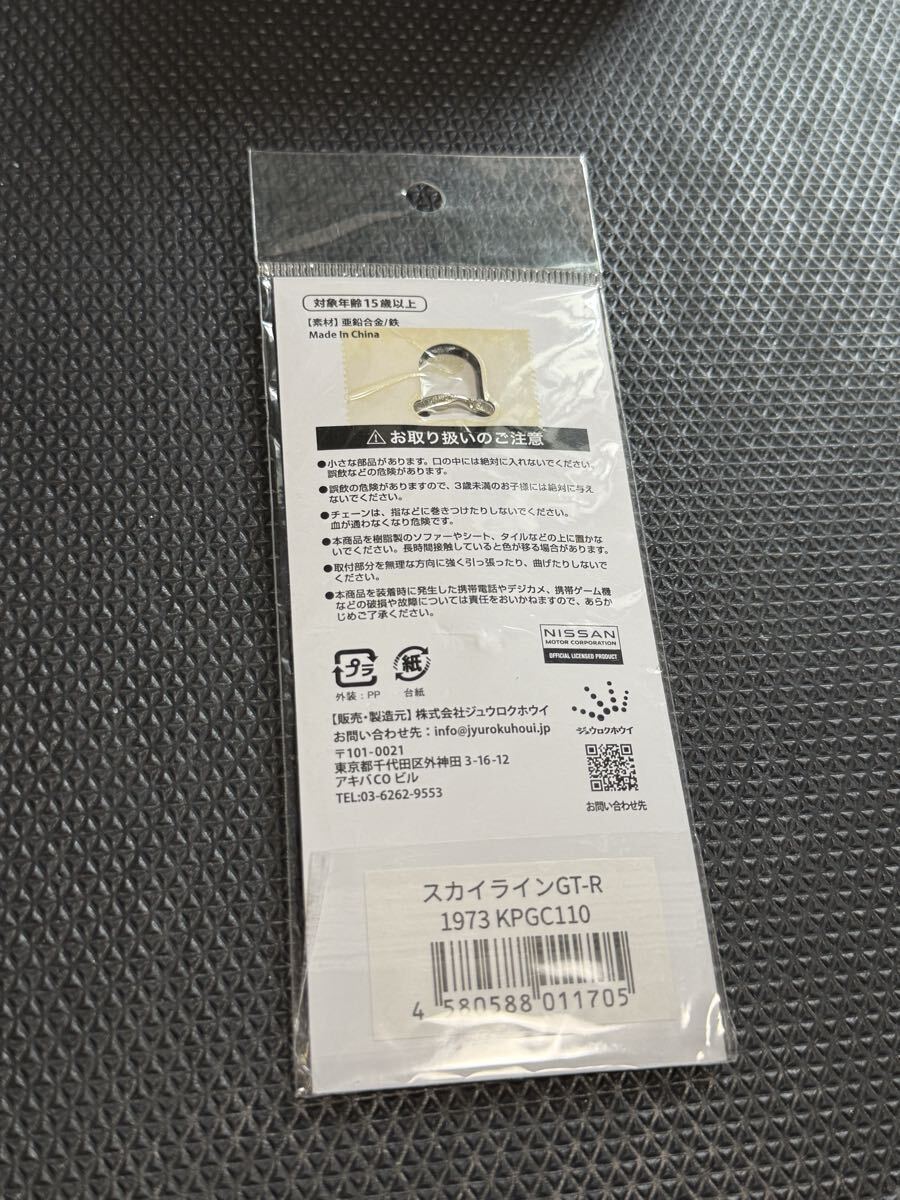 対象年齢15歳以上
【素材】亜鉛合金/鉄
Made In China
お取り扱いのご注意
●小さな部品があります。口の中には絶対に入れないでください。
誤飲などの危険があります。
●誤飲の危険がありますので、3歳未満のお子様には絶対に与え
ないでください。
●チェーンは、指などに巻きつけたりしないでください。
血が通わなくなり危険です。
●本商品を樹脂製のソファーやシート、タイルなどの上に置かな
いでください。長時間接触していると色が移る場合があります。
●取付部分を無理な方向に強く引っ張ったり、曲げたりしないで
ください。
●本商品を装着時に発生した携帯電話やデジカメ、携帯ゲーム機
などの破損や故障については責任をおいかねますので、あらか
じめご了承ください。
NISSAN
MOTOR CORPORATION
OFFICIAL LICENSED PRODUCT
プラ
紙
外装:PP
台紙
ジュウロクホウイ
【販売・製造元】株式会社ジュウロクホウイ
お問い合わせ先:info@jyurokuhoui.jp
〒101-0021
東京都千代田区外神田 3-16-12
アキバCO ビル
TEL:03-6262-9553
お問い合わせ先
スカイラインGT-R
1973 KPGC110
4 580588 011705